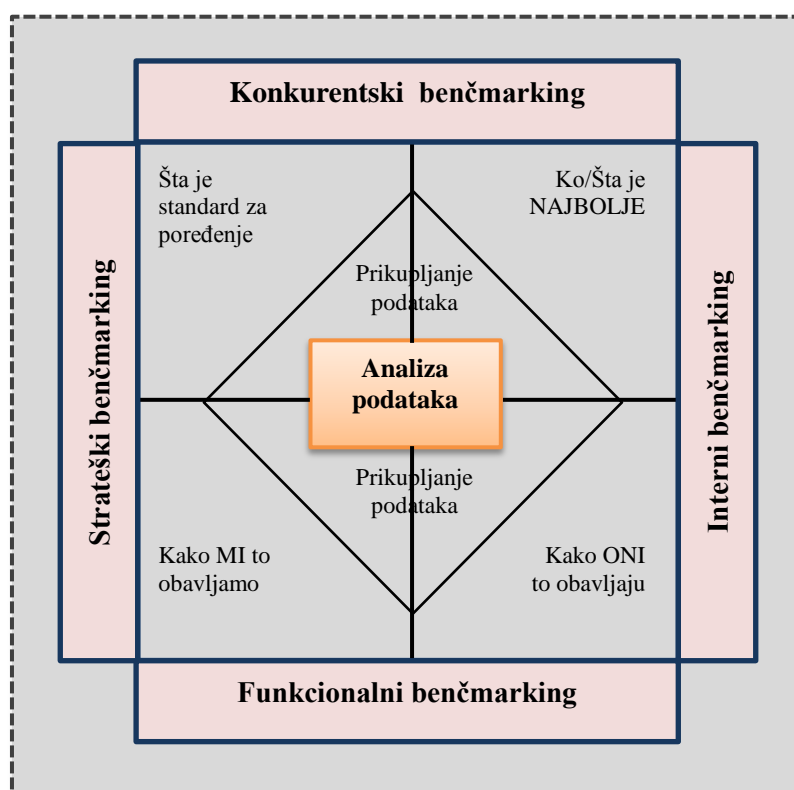 Konkurentski benčmarking
Šta je
standard za
poređenje
Ko/Šta je
NAJBOLJE
Prikupljanje
podataka
Strateški benčmarking
Analiza
podataka
Interni benčmarking
Prikupljanje
podataka
Kako MI to
obavljamo
Kako ONI
to obavljaju
Funkcionalni benčmarking